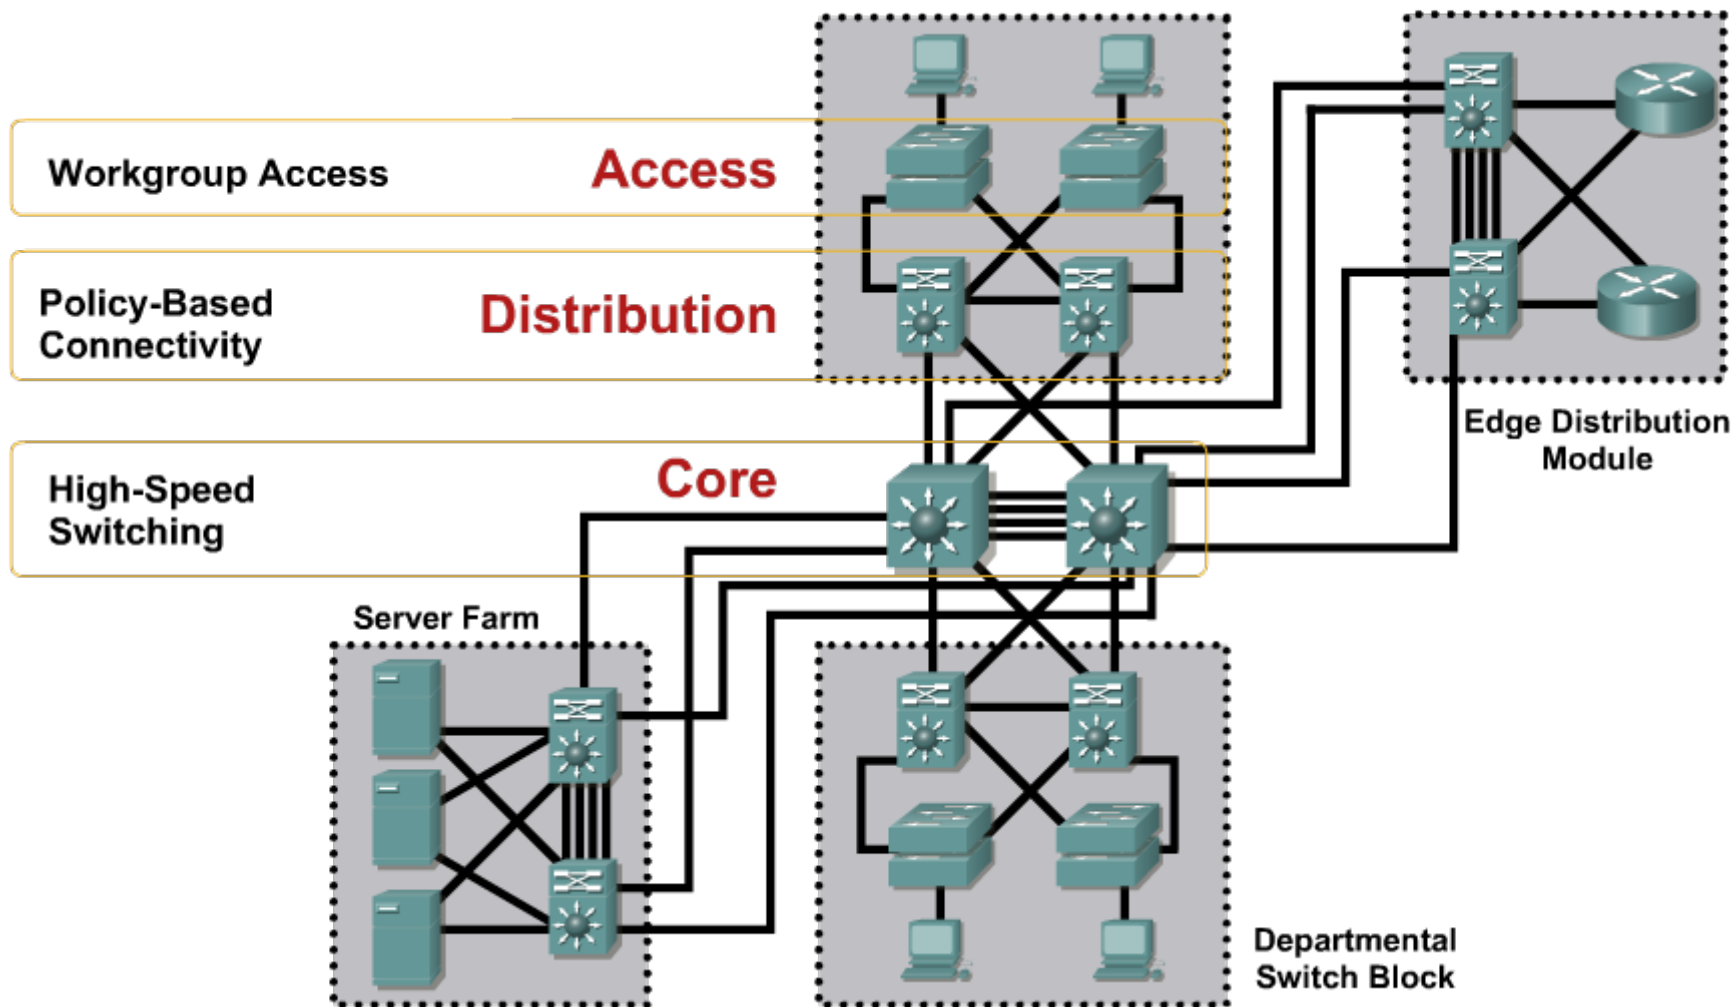 Workgroup Access
Access
Policy-Based
Connectivity
Distribution
High-Speed
Switching
Core
Edge Distribution
Module
Server Farm
Departmental
Switch Block